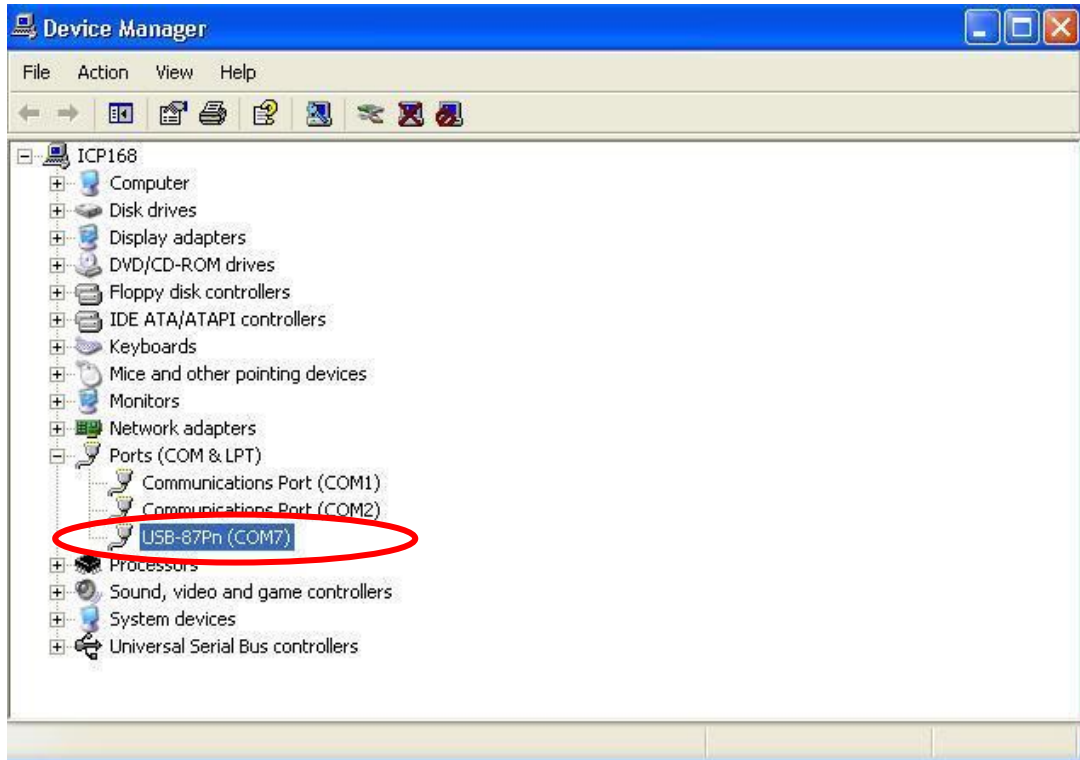 Device Manager
File Action View Help
ICP168
Computer
Disk drives
Display adapters
DVD/CD-ROM drives
Floppy disk controllers
IDE ATA/ATAPI controllers
Keyboards
Mice and other pointing devices
Monitors
Network adapters
Ports (COM & LPT)
Communications Port (COM1)
Communications Port (COM2)
USB-87Pn (COM7)
Processors
Sound, video and game controllers
System devices
Universal Serial Bus controllers